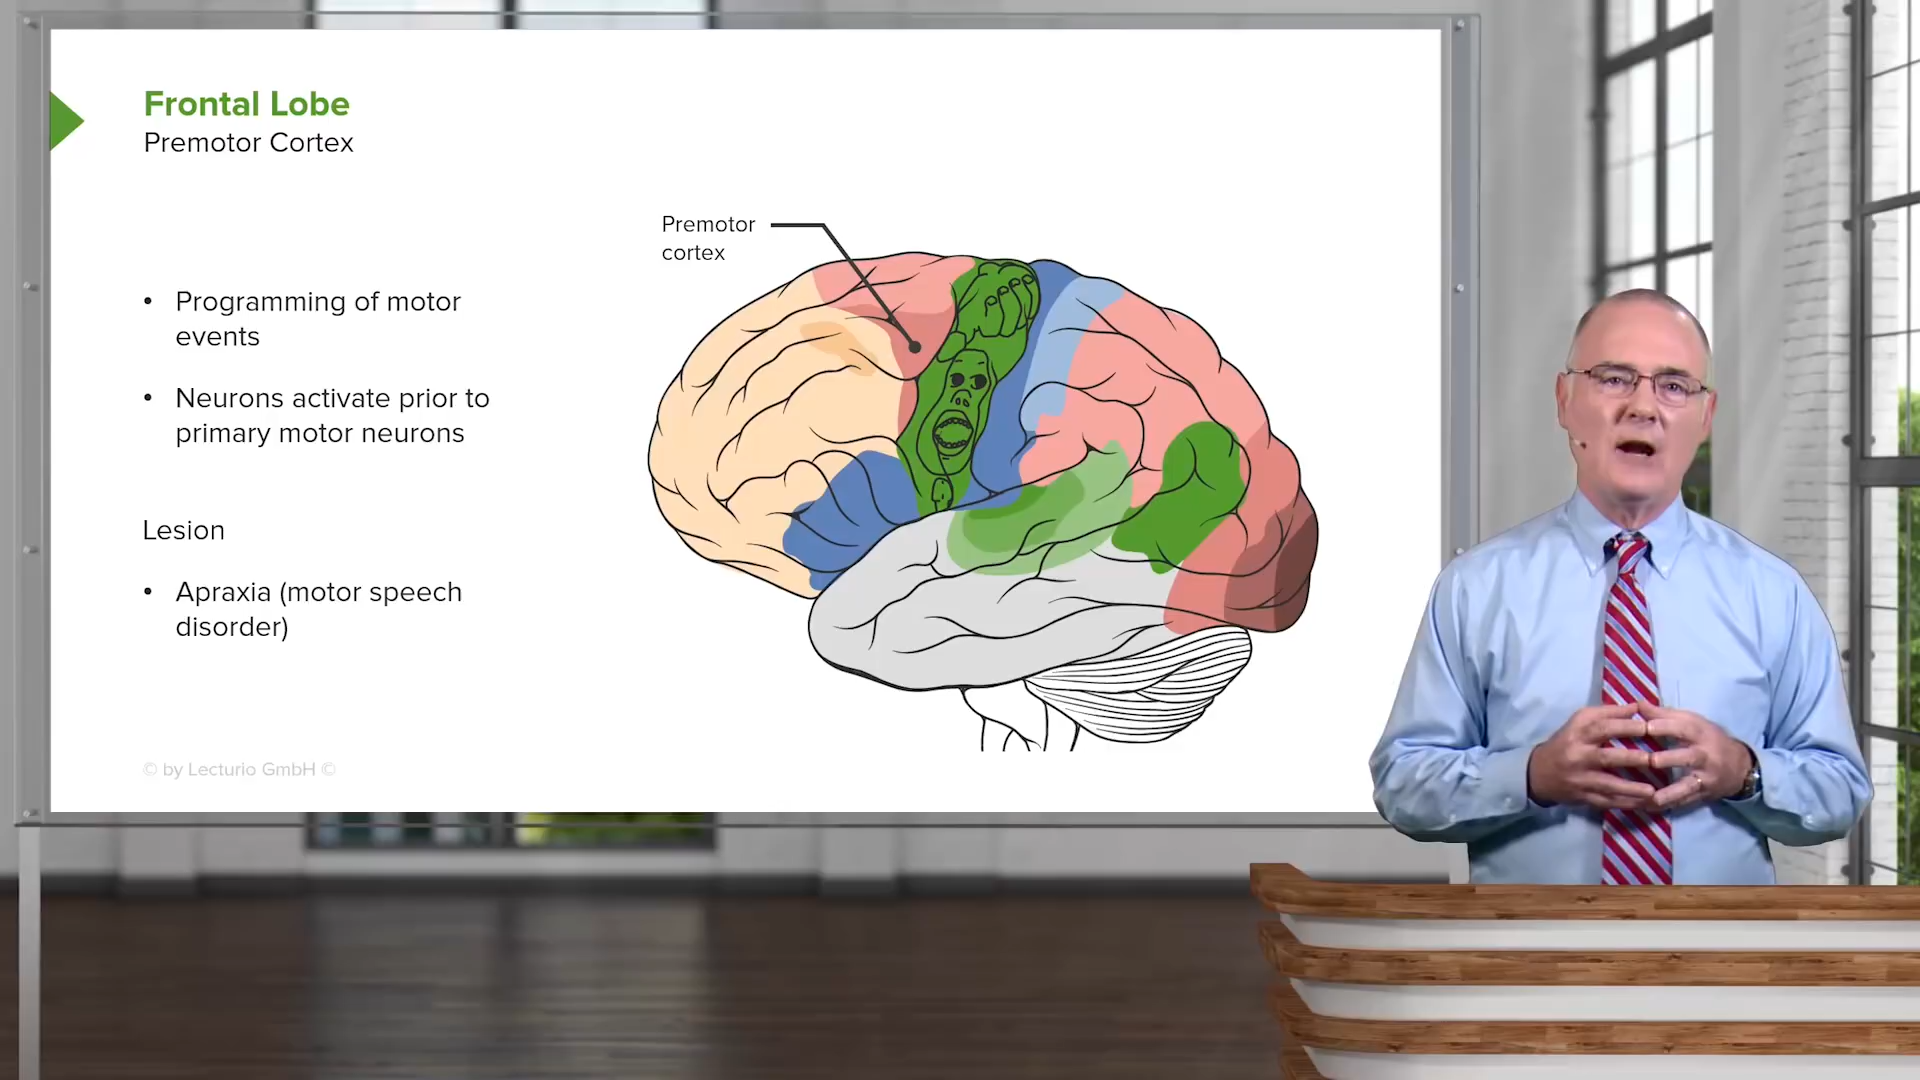 Frontal Lobe
Premotor Cortex
Premotor
cortex
• Programming of motor
events
• Neurons activate prior to
primary motor neurons
Lesion
• Apraxia (motor speech
disorder)
© by Lecturio GmbH ©